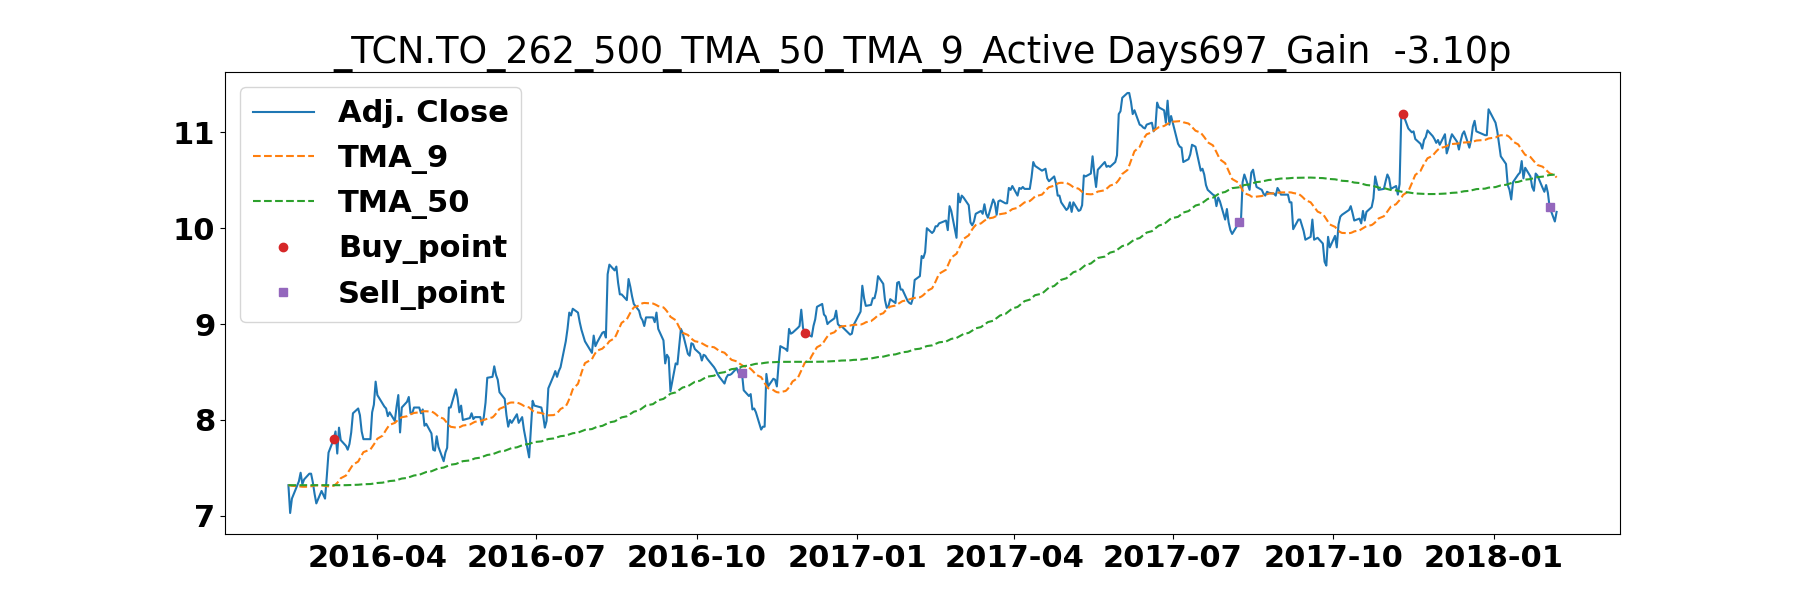 _TCN.TO_262_500_TMA_50_TMA_9_Active Days697_Gain  -3.10p
Adj. Close
TMA_9
TMA_50
Buy_point
Sell_point
11
10
9
8
7
2016-04 2016-07 2016-10 2017-01 2017-04 2017-07 2017-10 2018-01